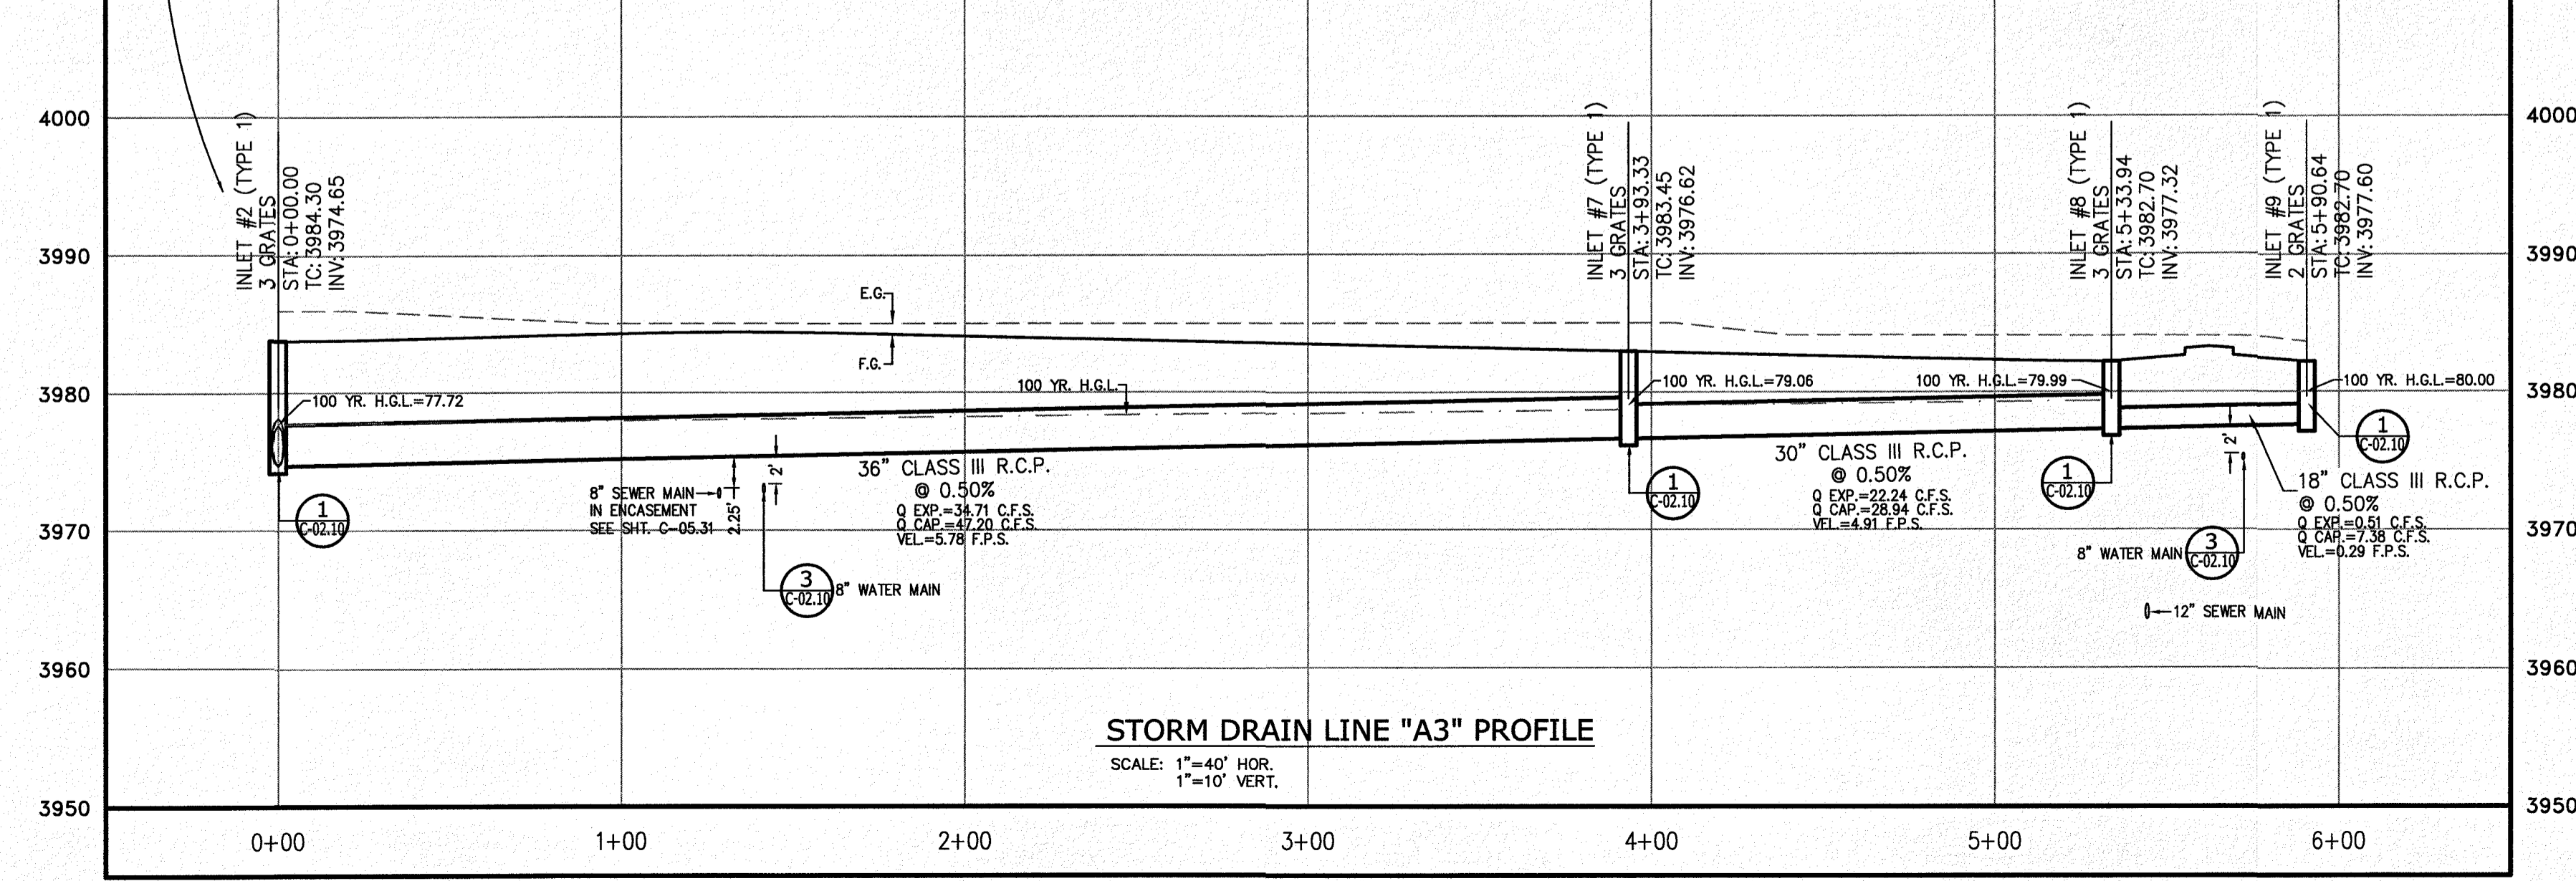 4000
3990
3980
3970
3960
3950
INLET #2 (TYPE 1)
3 GRATES
STA: 0+00.00
TC: 3984.30
INV: 3974.65
INLET #7 (TYPE 1)
3 GRATES
STA: 3+93.33
TC: 3983.45
INV: 3976.62
INLET #8 (TYPE 1)
3 GRATES
STA: 5+33.94
TC: 3982.70
INV: 3977.32
INLET #9 (TYPE 1)
2 GRATES
STA: 5+90.64
TC: 3982.70
INV: 3977.60
4000
3990
3980
3970
3960
3950
E.G.
F.G.
100 YR. H.G.L.=77.72
100 YR. H.G.L.
100 YR. H.G.L.=79.06
100 YR. H.G.L.=79.99
100 YR. H.G.L.=80.00
1
C-02.10
8" SEWER MAIN
IN ENCASEMENT
SEE SHT. C-05.31
2.25'
2'
36" CLASS III R.C.P.
@ 0.50%
Q EXP.=34.71 C.F.S.
Q CAP.=47.20 C.F.S.
VEL.=5.78 F.P.S.
3
C-02.10
8" WATER MAIN
1
C-02.10
30" CLASS III R.C.P.
@ 0.50%
Q EXP.=22.24 C.F.S.
Q CAP.=28.94 C.F.S.
VEL.=4.91 F.P.S.
1
C-02.10
2'
1
C-02.10
18" CLASS III R.C.P.
@ 0.50%
Q EXP.=0.51 C.F.S.
Q CAP.=7.38 C.F.S.
VEL.=0.29 F.P.S.
8" WATER MAIN
3
C-02.10
12" SEWER MAIN
STORM DRAIN LINE "A3" PROFILE
SCALE: 1"=40' HOR.
1"=10' VERT.
0+00
1+00
2+00
3+00
4+00
5+00
6+00